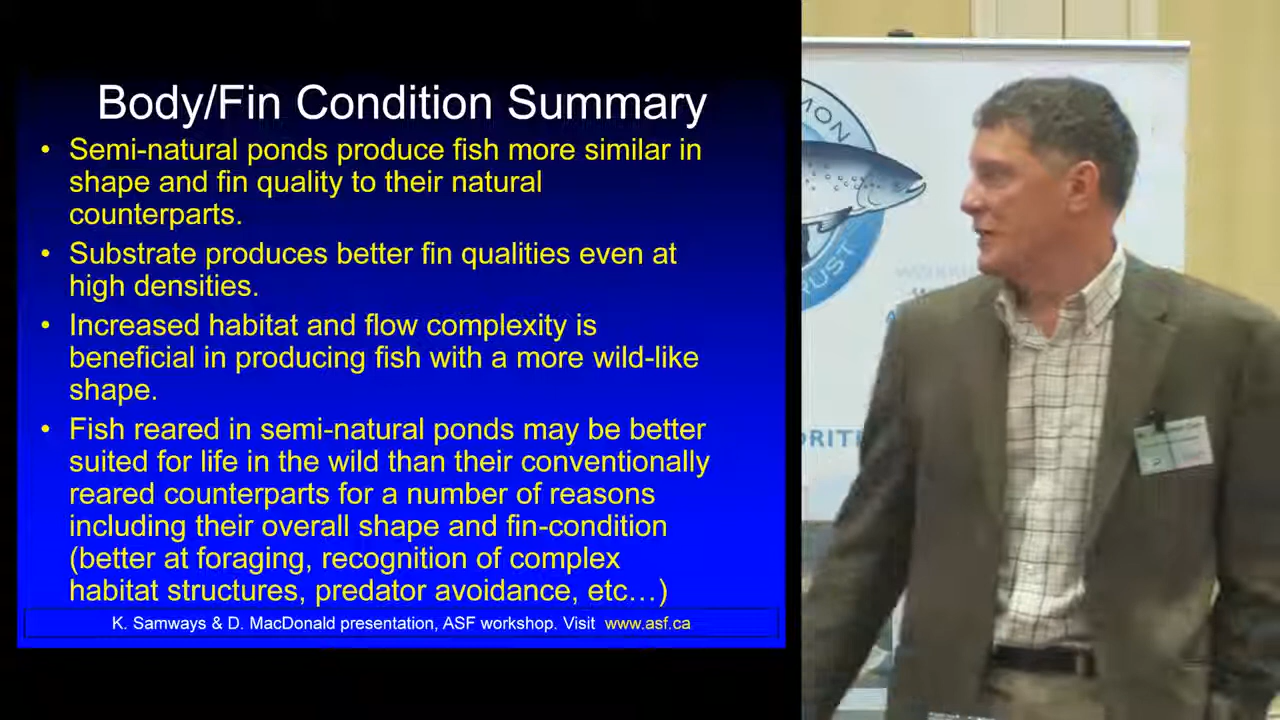 Body/Fin Condition Summary
• Semi-natural ponds produce fish more similar in
shape and fin quality to their natural
counterparts.
• Substrate produces better fin qualities even at
high densities.
• Increased habitat and flow complexity is
beneficial in producing fish with a more wild-like
shape.
• Fish reared in semi-natural ponds may be better
suited for life in the wild than their conventionally
reared counterparts for a number of reasons
including their overall shape and fin-condition
(better at foraging, recognition of complex
habitat structures, predator avoidance, etc…)
K. Samways & D. MacDonald presentation, ASF workshop. Visit www.asf.ca
MON
UST
ORITI